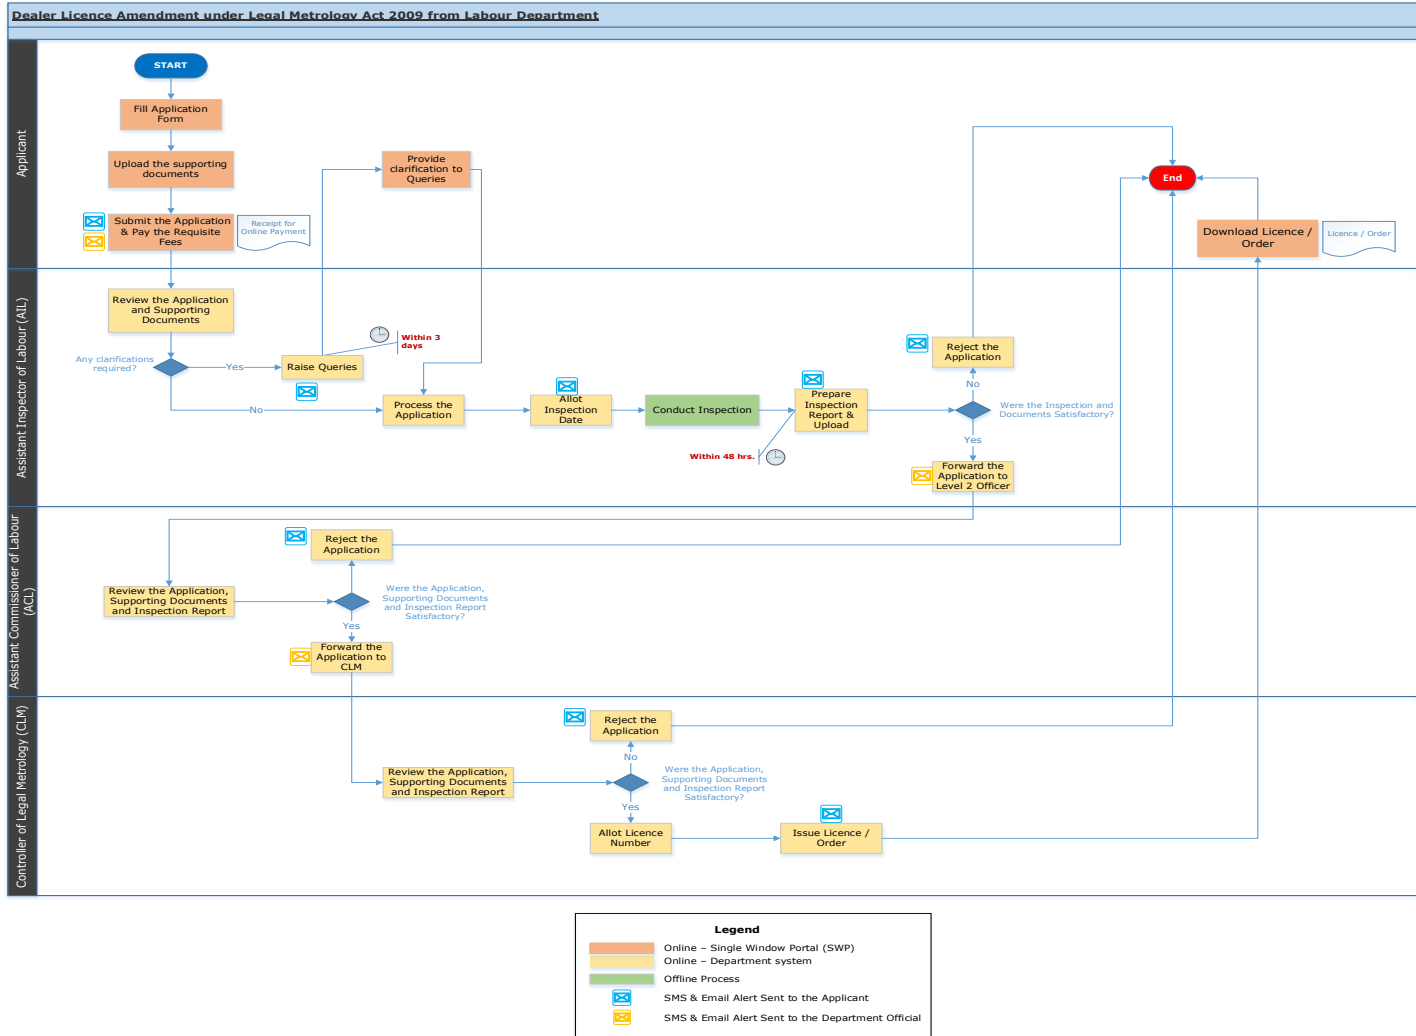 Dealer Licence Amendment under Legal Metrology Act 2009 from Labour Department
Applicant
START
Fill Application
Form
Upload the supporting
documents
Submit the Application
& Pay the Requisite
Fees
Receipt for
Online Payment
Provide
clarification to
Queries
End
Download Licence /
Order
Licence / Order
Assistant Inspector of Labour (AIL)
Review the Application
and Supporting
Documents
Any clarifications
required?
Yes
Raise Queries
Within 3
days
No
Process the
Application
Allot
Inspection
Date
Conduct Inspection
Prepare
Inspection
Report &
Upload
Within 48 hrs.
Reject the
Application
No
Were the Inspection and
Documents Satisfactory?
Yes
Forward the
Application to
Level 2 Officer
Assistant Commissioner of Labour
(ACL)
Reject the
Application
Review the Application,
Supporting Documents
and Inspection Report
Were the Application,
Supporting Documents
and Inspection Report
Satisfactory?
Yes
Forward the
Application to
CLM
Controller of Legal Metrology (CLM)
Reject the
Application
No
Review the Application,
Supporting Documents
and Inspection Report
Were the Application,
Supporting Documents
and Inspection Report
Satisfactory?
Yes
Allot Licence
Number
Issue Licence /
Order
Legend
Online – Single Window Portal (SWP)
Online – Department system
Offline Process
SMS & Email Alert Sent to the Applicant
SMS & Email Alert Sent to the Department Official